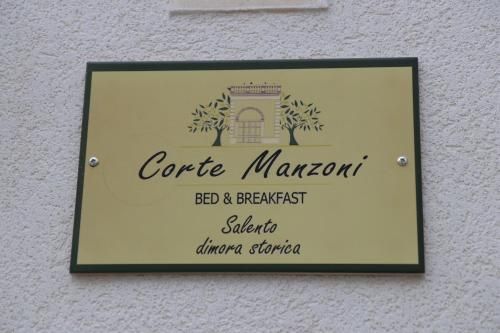 Corte Manzoni
BED & BREAKFAST
Salento
dimora storica